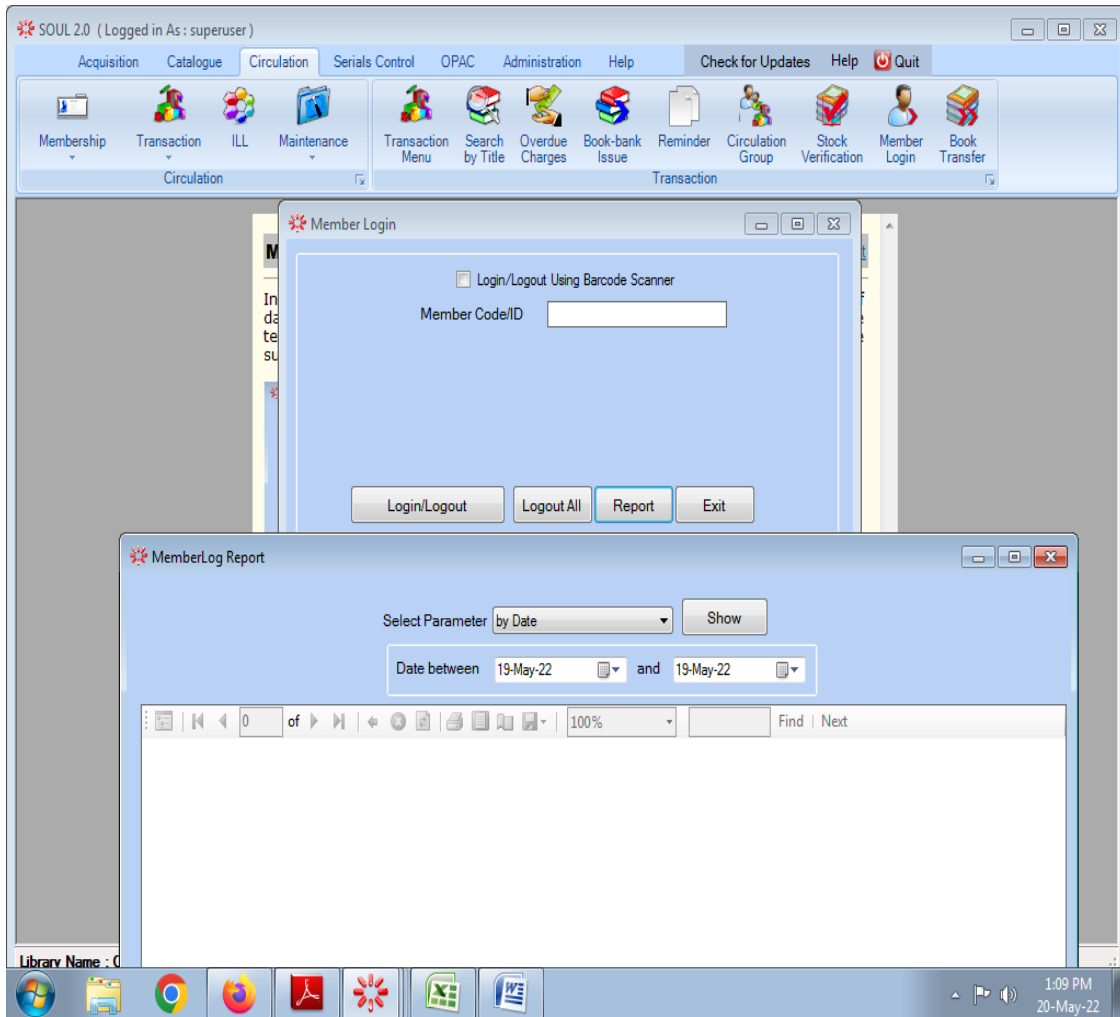 SOUL 2.0 ( Logged in As : superuser )
Acquisition Catalogue Circulation Serials Control OPAC Administration Help Check for Updates Help Quit
Membership Transaction ILL Maintenance Transaction Menu Search by Title Overdue Charges Book-bank Issue Reminder Circulation Group Stock Verification Member Login Book Transfer
Circulation Transaction
Member Login
Login/Logout Using Barcode Scanner
Member Code/ID
Login/Logout Logout All Report Exit
MemberLog Report
Select Parameter by Date Show
Date between 19-May-22 and 19-May-22
0 of 100% Find | Next
Library Name :
1:09 PM
20-May-22